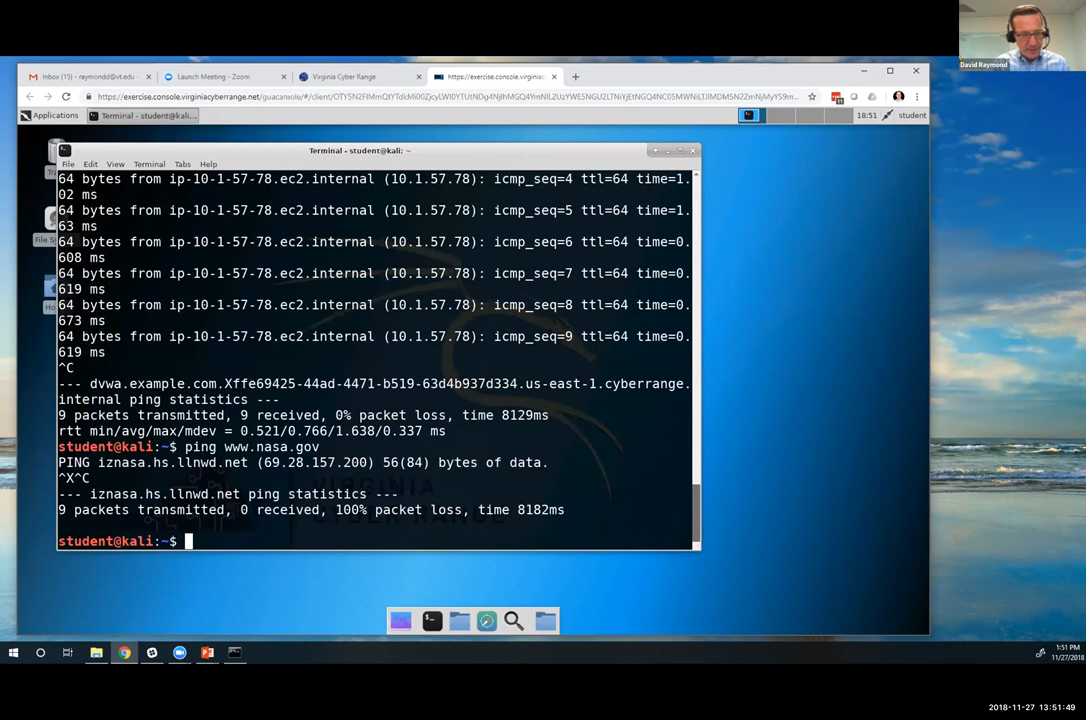 David Raymond
Inbox (15) - raymondd@vt.edu
Launch Meeting - Zoom
Virginia Cyber Range
https://exercise.console.virginiacyberrange.net/guacamole/#/client/
Applications
Terminal - student@kali:...
18:51
student
Terminal - student@kali: ~
File Edit View Terminal Tabs Help
64 bytes from ip-10-1-57-78.ec2.internal (10.1.57.78): icmp_seq=4 ttl=64 time=1.
02 ms
64 bytes from ip-10-1-57-78.ec2.internal (10.1.57.78): icmp_seq=5 ttl=64 time=1.
63 ms
64 bytes from ip-10-1-57-78.ec2.internal (10.1.57.78): icmp_seq=6 ttl=64 time=0.
608 ms
64 bytes from ip-10-1-57-78.ec2.internal (10.1.57.78): icmp_seq=7 ttl=64 time=0.
619 ms
64 bytes from ip-10-1-57-78.ec2.internal (10.1.57.78): icmp_seq=8 ttl=64 time=0.
673 ms
64 bytes from ip-10-1-57-78.ec2.internal (10.1.57.78): icmp_seq=9 ttl=64 time=0.
619 ms
^C
--- dvwa.example.com.Xffe69425-44ad-4471-b519-63d4b937d334.us-east-1.cyberrange.
internal ping statistics ---
9 packets transmitted, 9 received, 0% packet loss, time 8129ms
rtt min/avg/max/mdev = 0.521/0.766/1.638/0.337 ms
student@kali:~$ ping www.nasa.gov
PING iznasa.hs.llnwd.net (69.28.157.200) 56(84) bytes of data.
^X^C
--- iznasa.hs.llnwd.net ping statistics ---
9 packets transmitted, 0 received, 100% packet loss, time 8182ms
student@kali:~$
VIRGINIA
CYBER RANGE
1:51 PM
11/27/2018
2018-11-27 13:51:49